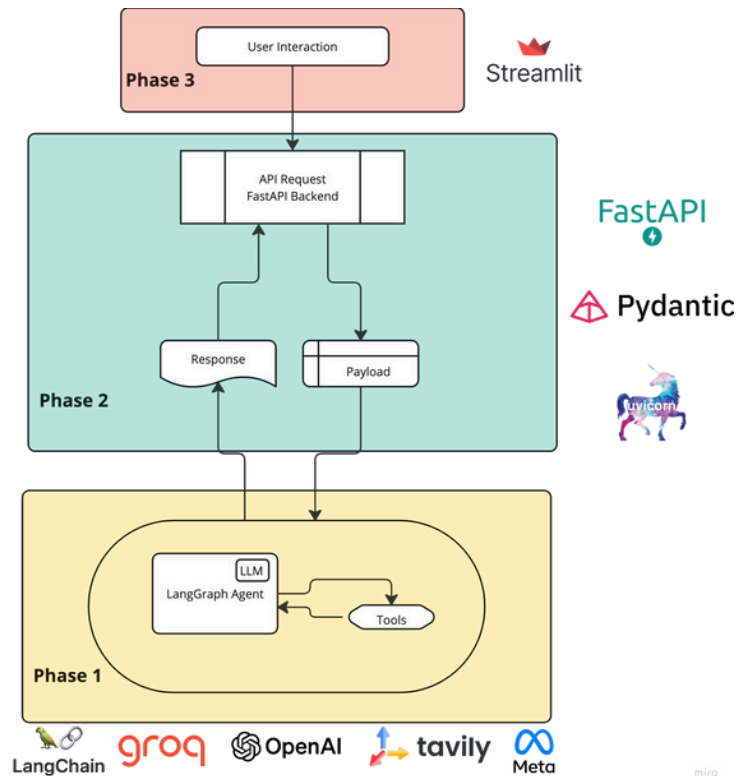 User Interaction
Phase 3
Streamlit
API Request
FastAPI Backend
FastAPI
Pydantic
Response
Payload
Phase 2
uvicorn
LLM
LangGraph Agent
Tools
Phase 1
LangChain
groq
OpenAI
tavily
Meta
miro